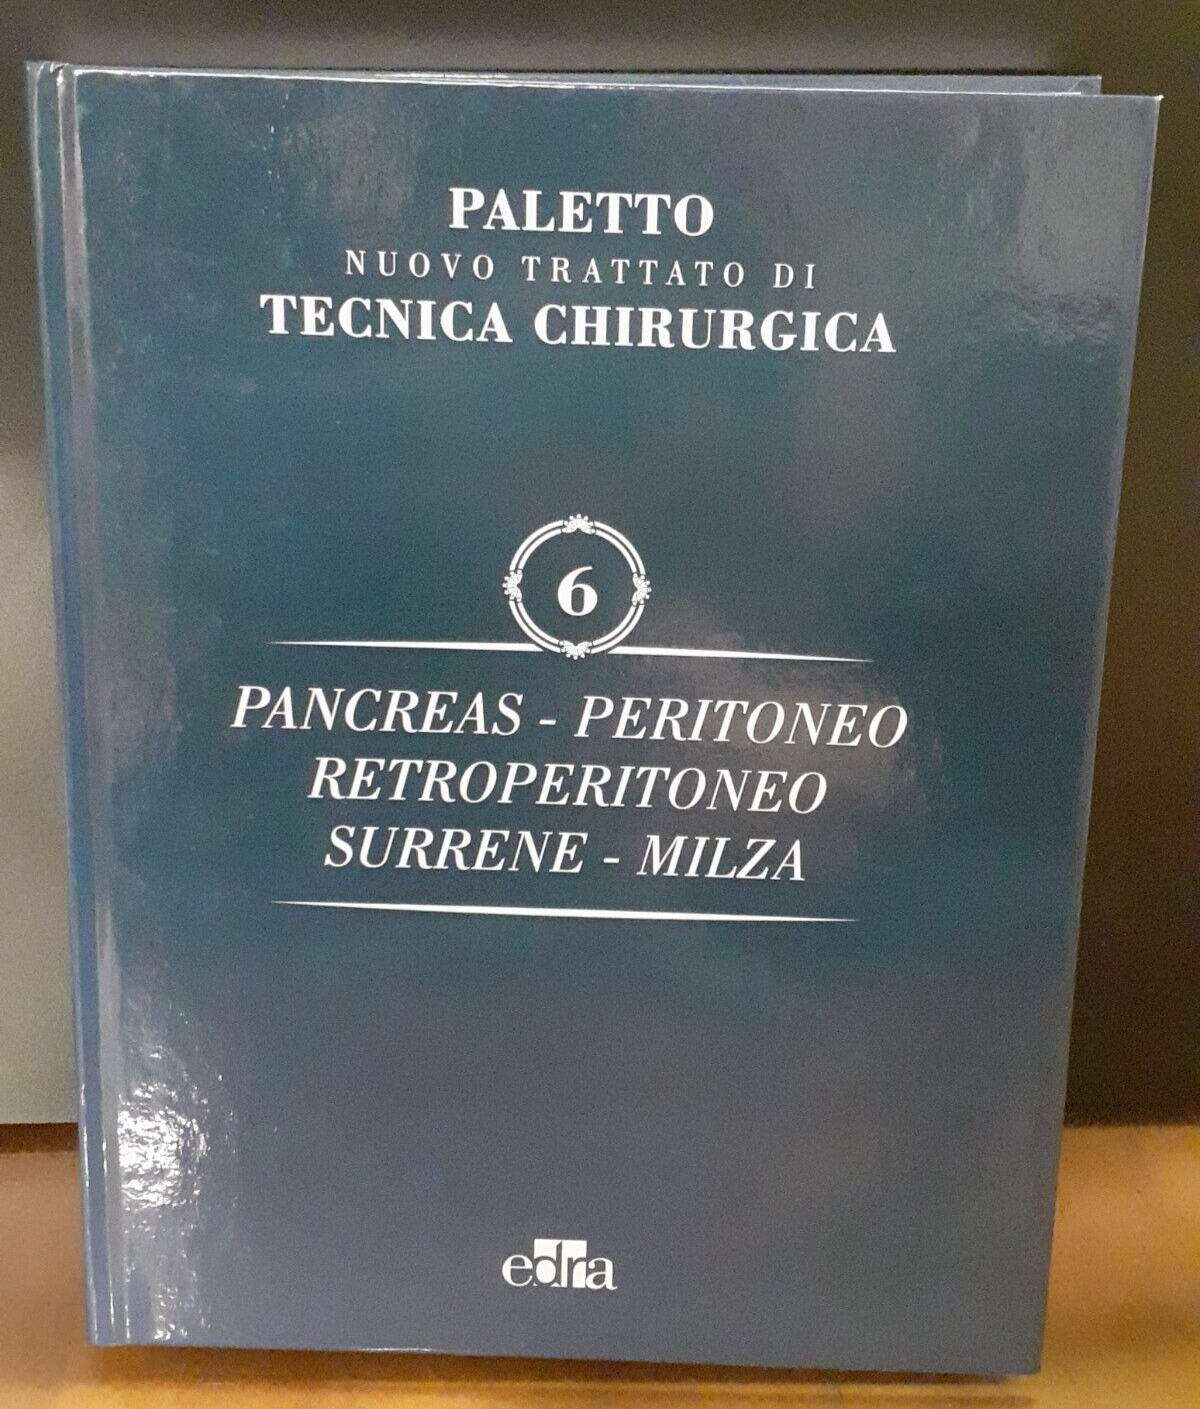 PALETTO
NUOVO TRATTATO DI
TECNICA CHIRURGICA
6
PANCREAS - PERITONEO
RETROPERITONEO
SURRENE - MILZA
edra